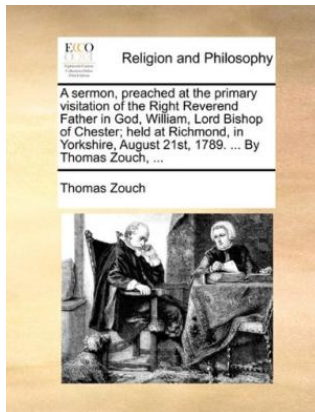 ECCO
Religion and Philosophy
A sermon, preached at the primary
visitation of the Right Reverend
Father in God, William, Lord Bishop
of Chester; held at Richmond, in
Yorkshire, August 21st, 1789. ... By
Thomas Zouch, ...
Thomas Zouch